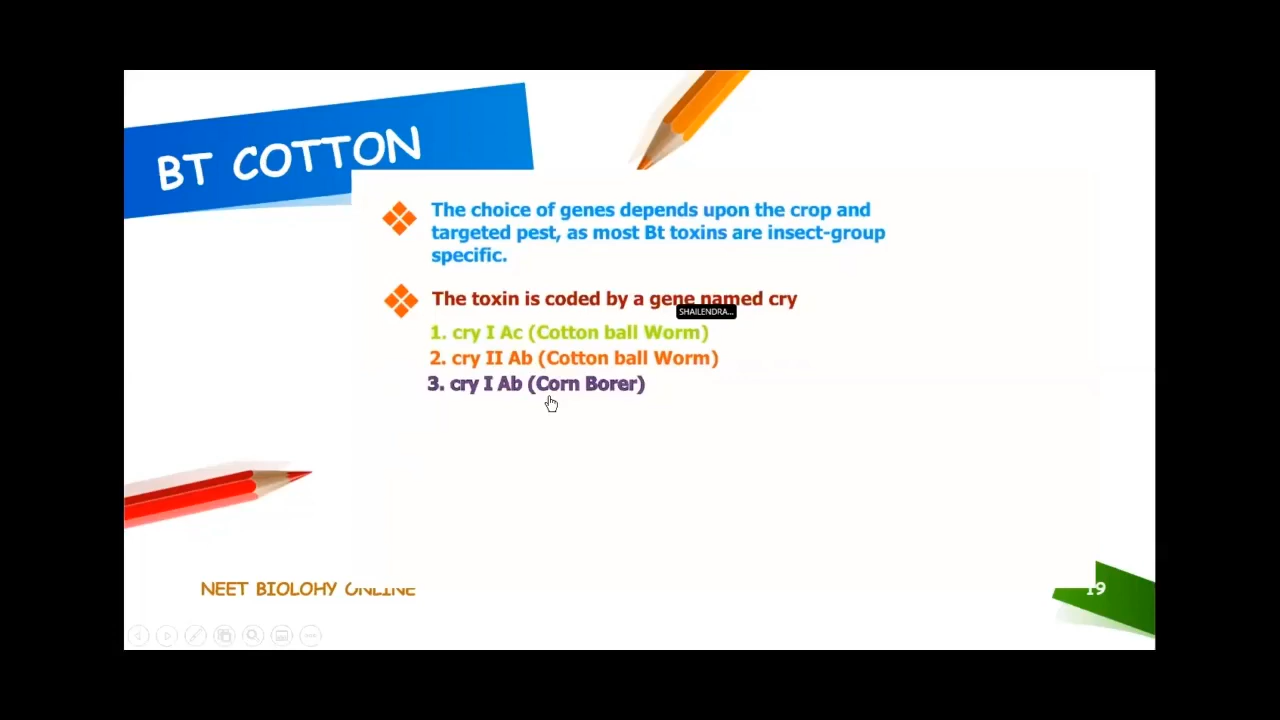 BT COTTON
The choice of genes depends upon the crop and
targeted pest, as most Bt toxins are insect-group
specific.
The toxin is coded by a gene named cry
SHAILENDRA...
1. cry I Ac (Cotton ball Worm)
2. cry II Ab (Cotton ball Worm)
3. cry I Ab (Corn Borer)
NEET BIOLOHY ONLINE
19